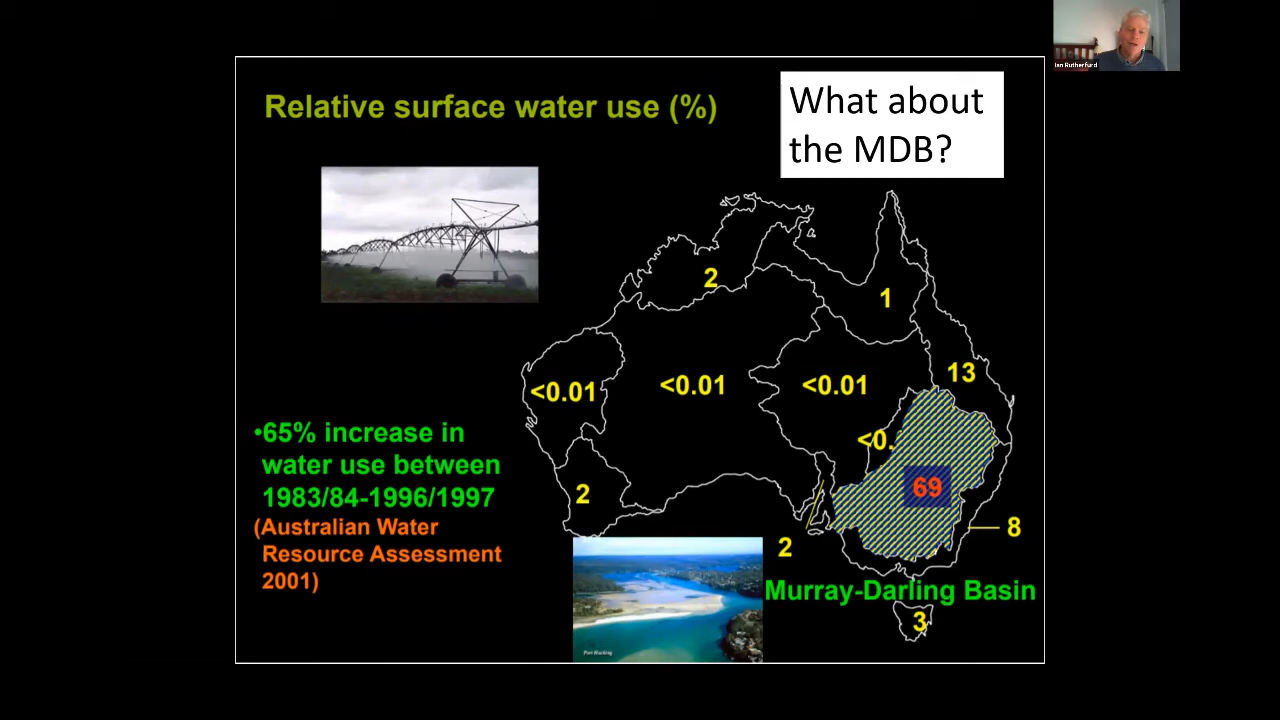 Ian Rutherfurd
Relative surface water use (%)
What about
the MDB?
2
1
13
<0.01
<0.01
<0.01
<0.
•65% increase in
water use between
1983/84-1996/1997
(Australian Water
Resource Assessment
2001)
2
69
8
2
Murray-Darling Basin
3